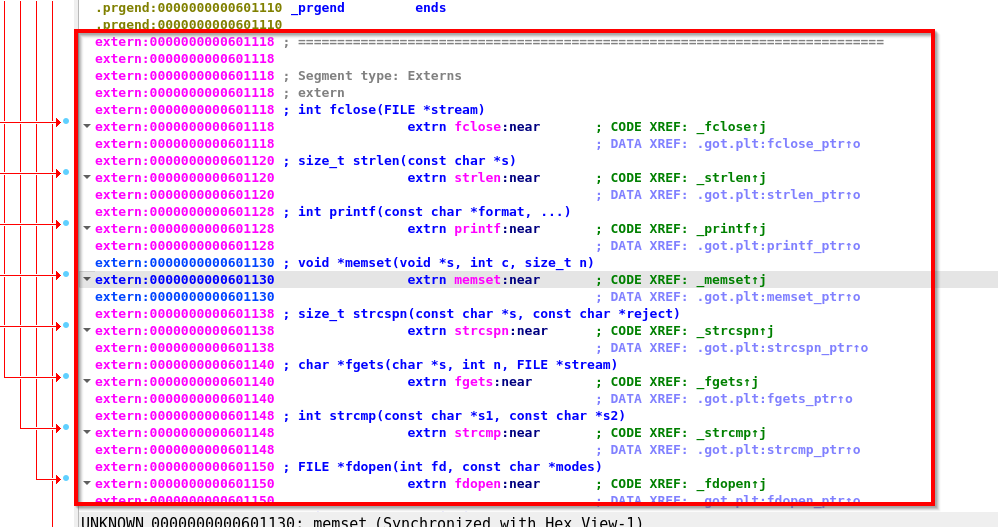 .prgend:0000000000601110 _prgend         ends
.prgend:0000000000601110
extern:0000000000601118 ; ===========================================================================
extern:0000000000601118
extern:0000000000601118 ; Segment type: Externs
extern:0000000000601118 ; extern
extern:0000000000601118 ; int fclose(FILE *stream)
extern:0000000000601118                 extrn fclose:near       ; CODE XREF: _fclose↑j
extern:0000000000601118                                         ; DATA XREF: .got.plt:fclose_ptr↑o
extern:0000000000601120 ; size_t strlen(const char *s)
extern:0000000000601120                 extrn strlen:near       ; CODE XREF: _strlen↑j
extern:0000000000601120                                         ; DATA XREF: .got.plt:strlen_ptr↑o
extern:0000000000601128 ; int printf(const char *format, ...)
extern:0000000000601128                 extrn printf:near       ; CODE XREF: _printf↑j
extern:0000000000601128                                         ; DATA XREF: .got.plt:printf_ptr↑o
extern:0000000000601130 ; void *memset(void *s, int c, size_t n)
extern:0000000000601130                 extrn memset:near       ; CODE XREF: _memset↑j
extern:0000000000601130                                         ; DATA XREF: .got.plt:memset_ptr↑o
extern:0000000000601138 ; size_t strcspn(const char *s, const char *reject)
extern:0000000000601138                 extrn strcspn:near      ; CODE XREF: _strcspn↑j
extern:0000000000601138                                         ; DATA XREF: .got.plt:strcspn_ptr↑o
extern:0000000000601140 ; char *fgets(char *s, int n, FILE *stream)
extern:0000000000601140                 extrn fgets:near        ; CODE XREF: _fgets↑j
extern:0000000000601140                                         ; DATA XREF: .got.plt:fgets_ptr↑o
extern:0000000000601148 ; int strcmp(const char *s1, const char *s2)
extern:0000000000601148                 extrn strcmp:near       ; CODE XREF: _strcmp↑j
extern:0000000000601148                                         ; DATA XREF: .got.plt:strcmp_ptr↑o
extern:0000000000601150 ; FILE *fdopen(int fd, const char *modes)
extern:0000000000601150                 extrn fdopen:near       ; CODE XREF: _fdopen↑j
extern:0000000000601150                                         ; DATA XREF: .got.plt:fdopen_ptr↑o
UNKNOWN 0000000000601130: memset (Synchronized with Hex View-1)